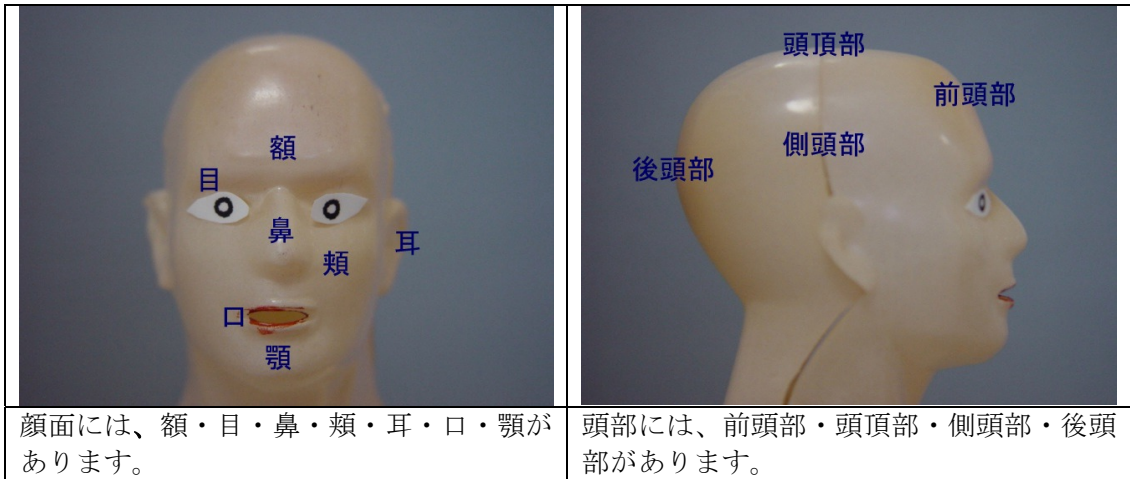 額
目
鼻
耳
頬
口
顎
顔面には、額・目・鼻・頬・耳・口・顎が
あります。
頭頂部
前頭部
側頭部
後頭部
頭部には、前頭部・頭頂部・側頭部・後頭
部があります。